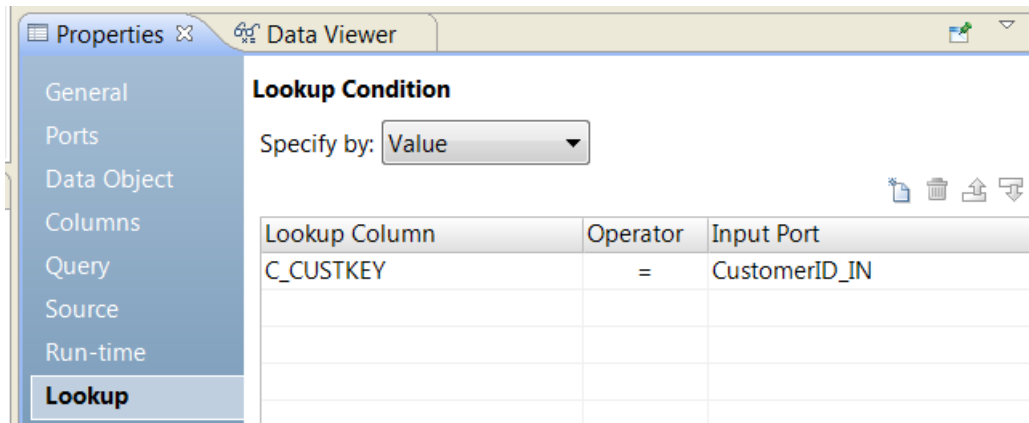 Properties Data Viewer
General
Ports
Data Object
Columns
Query
Source
Run-time
Lookup
Lookup Condition
Specify by: Value
Lookup Column Operator Input Port
C_CUSTKEY = CustomerID_IN